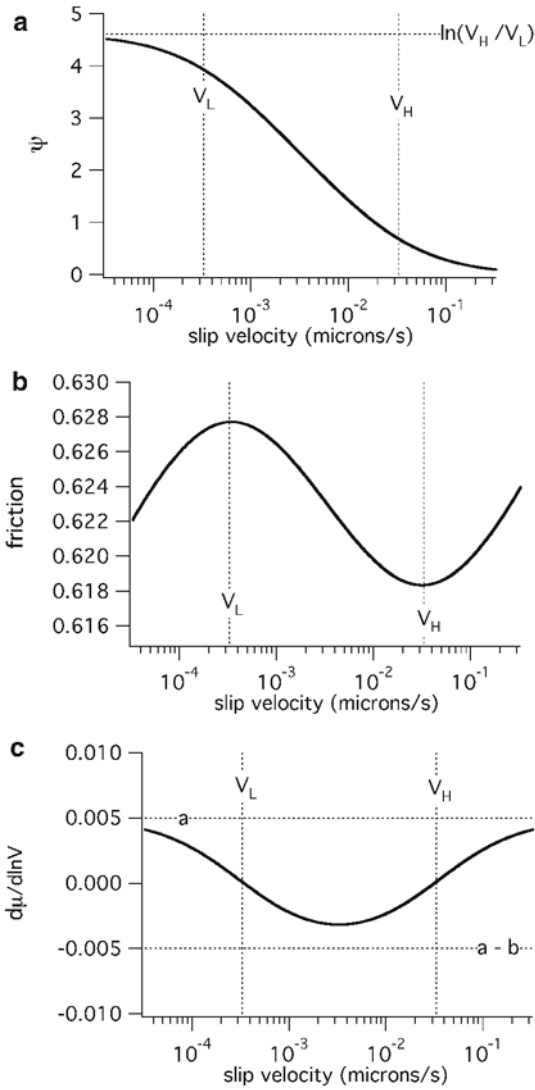 a
5
4
3
2
1
0
ψ
ln(V_H /V_L)
V_L
V_H
10^-4 10^-3 10^-2 10^-1
slip velocity (microns/s)
b
0.630
0.628
0.626
0.624
0.622
0.620
0.618
0.616
friction
V_L
V_H
10^-4 10^-3 10^-2 10^-1
slip velocity (microns/s)
c
0.010
0.005
0.000
-0.005
-0.010
dμ/dlnV
V_L
V_H
a
a - b
10^-4 10^-3 10^-2 10^-1
slip velocity (microns/s)